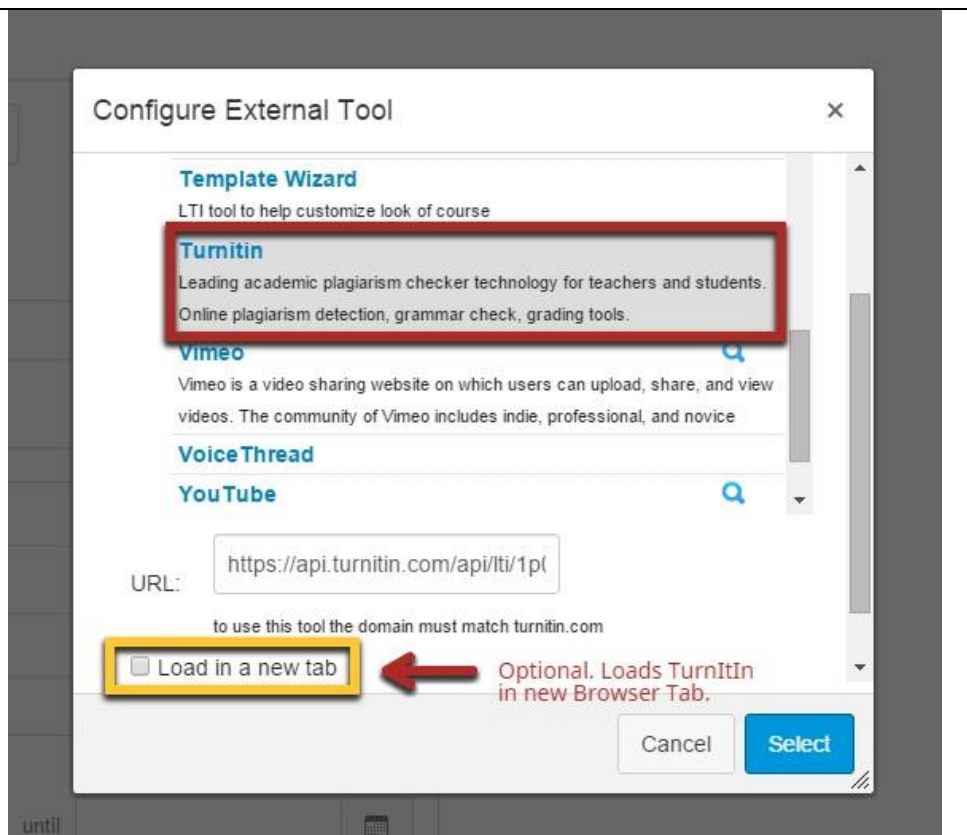 Configure External Tool ×
Template Wizard
LTI tool to help customize look of course
Turnitin
Leading academic plagiarism checker technology for teachers and students.
Online plagiarism detection, grammar check, grading tools.
Vimeo
Vimeo is a video sharing website on which users can upload, share, and view
videos. The community of Vimeo includes indie, professional, and novice
VoiceThread
YouTube
URL: https://api.turnitin.com/api/lti/1p(
to use this tool the domain must match turnitin.com
Load in a new tab
Optional. Loads TurnItIn
in new Browser Tab.
Cancel Select
until